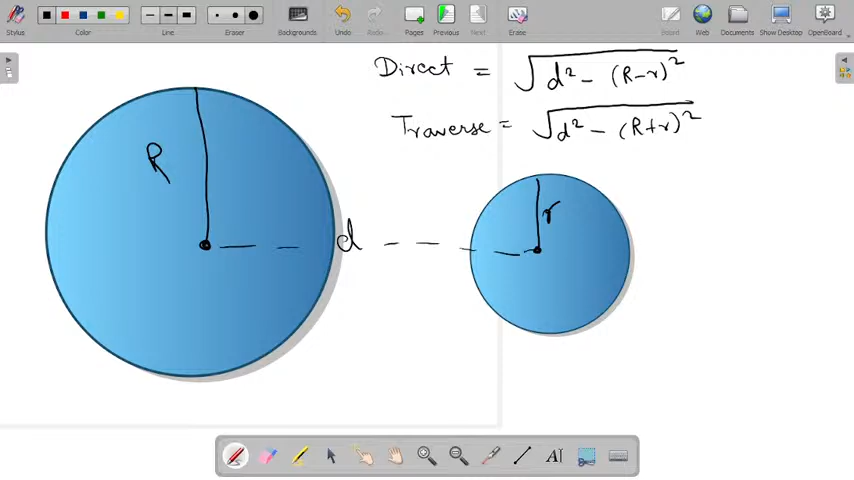 Stylus
Color
Line
Eraser
Backgrounds
Undo
Redo
Pages
Previous
Next
Erase
Board
Web
Documents
Show Desktop
OpenBoard
Direct = √d² - (R-r)²
Traverse = √d² - (R+r)²
R
r
d